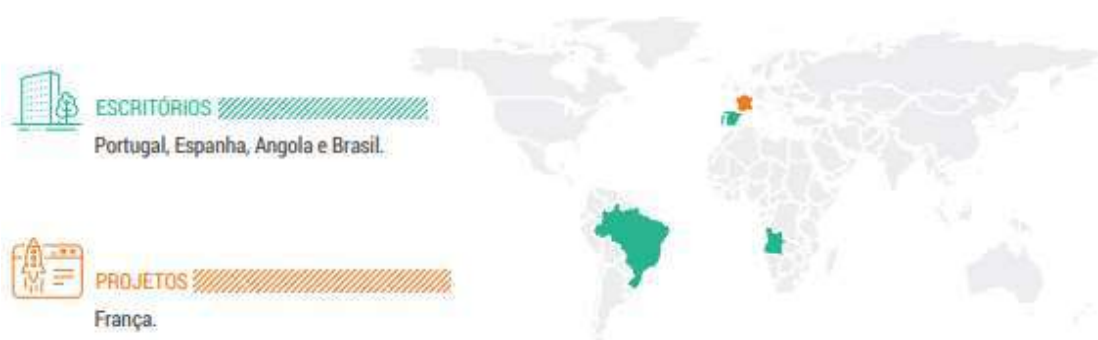 ESCRITÓRIOS
Portugal, Espanha, Angola e Brasil.
PROJETOS
França.